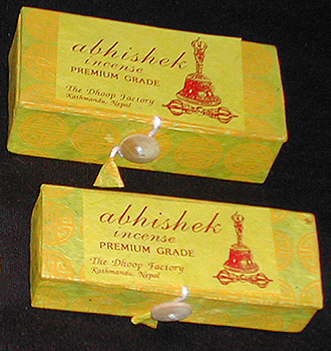 abhishek
incense
PREMIUM GRADE
The Dhoop Factory
Kathmandu, Nepal
abhishek
incense
PREMIUM GRADE
The Dhoop Factory
Kathmandu, Nepal